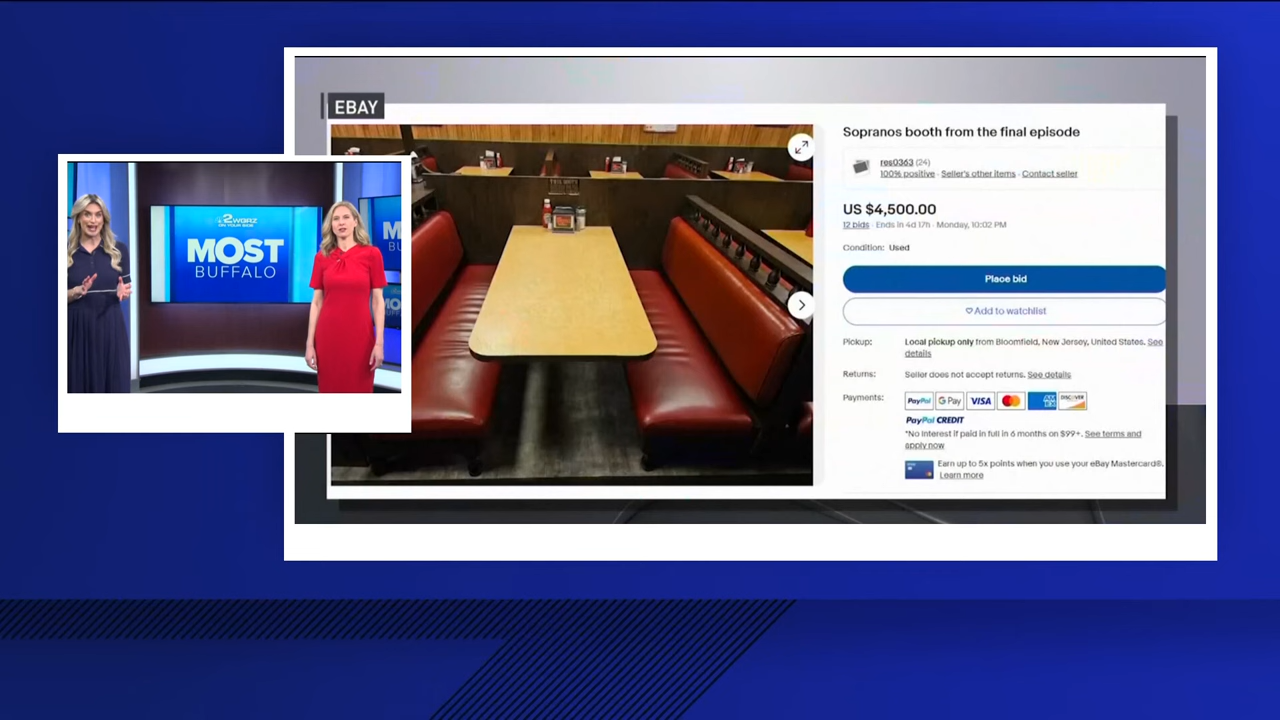 EBAY
Sopranos booth from the final episode
res0363 (24)
100% positive · Seller's other items · Contact seller
US $4,500.00
12 bids · Ends in 4d 17h · Monday, 10:02 PM
Condition: Used
Place bid
Add to watchlist
Pickup: Local pickup only from Bloomfield, New Jersey, United States. See
details
Returns: Seller does not accept returns. See details
Payments: PayPal G Pay VISA DISCOVER
PayPal CREDIT
*No Interest if paid in full in 6 months on $99+. See terms and
apply now
Earn up to 5x points when you use your eBay Mastercard®.
Learn more
2 WGRZ
ON YOUR SIDE
MOST
BUFFALO